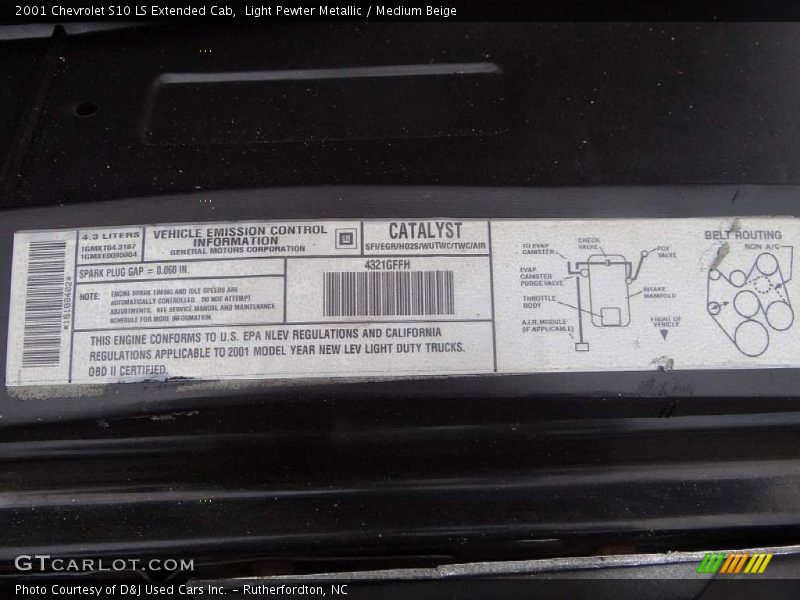 2001 Chevrolet S10 LS Extended Cab,  Light Pewter Metallic / Medium Beige
4.3 LITERS
1GMXT04.3187
1GMXE0095904
VEHICLE EMISSION CONTROL
INFORMATION
GENERAL MOTORS CORPORATION
GM
CATALYST
SFI/EGR/HO2S/WUTWC/TWC/AIR
SPARK PLUG GAP = 0.060 IN.
NOTE: ENGINE SPARK TIMING AND IDLE SPEEDS ARE
AUTOMATICALLY CONTROLLED. DO NOT ATTEMPT
ADJUSTMENTS. SEE SERVICE MANUAL AND MAINTENANCE
SCHEDULE FOR MORE INFORMATION.
4321GFFH
THIS ENGINE CONFORMS TO U.S. EPA NLEV REGULATIONS AND CALIFORNIA
REGULATIONS APPLICABLE TO 2001 MODEL YEAR NEW LEV LIGHT DUTY TRUCKS.
OBD II CERTIFIED.
TO EVAP
CANISTER
CHECK
VALVE
PCV
VALVE
EVAP
CANISTER
PURGE VALVE
THROTTLE
BODY
INTAKE
MANIFOLD
A.I.R. MODULE
(IF APPLICABLE)
FRONT OF
VEHICLE
BELT ROUTING
NON A/C
GTCarlot.com
Photo Courtesy of D&J Used Cars Inc. - Rutherfordton, NC